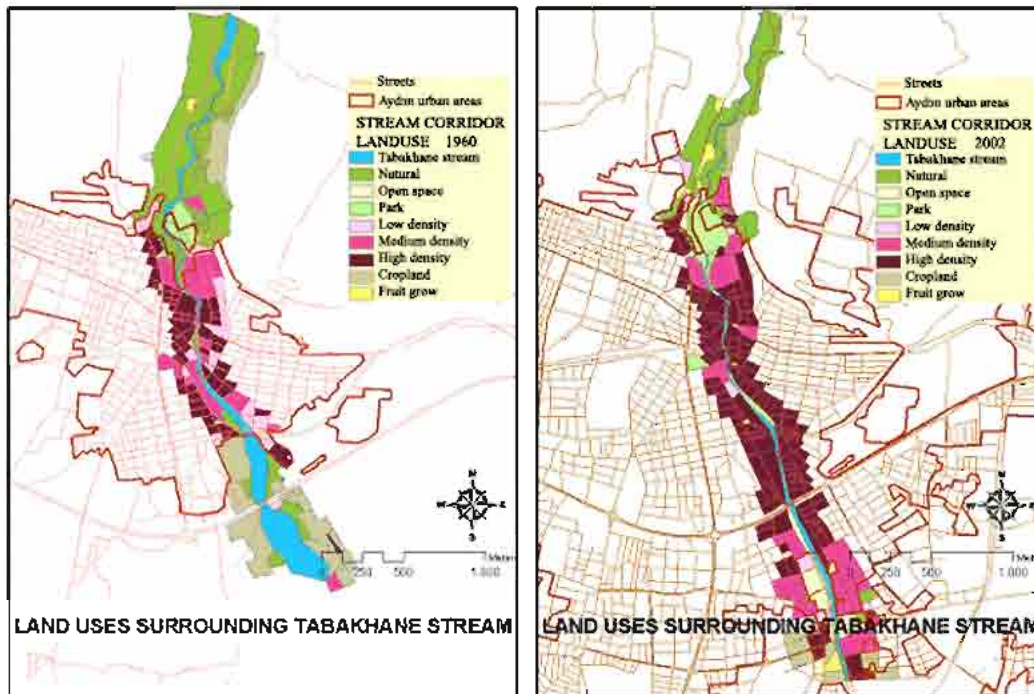 Streets
Aydın urban areas
STREAM CORRIDOR
LANDUSE 1960
Tabakhane stream
Nutural
Open space
Park
Low density
Medium density
High density
Cropland
Fruit grow
N
W E
S
250 500 1.000
LAND USES SURROUNDING TABAKHANE STREAM
Streets
Aydın urban areas
STREAM CORRIDOR
LANDUSE 2002
Tabakhane stream
Nutural
Open space
Park
Low density
Medium density
High density
Cropland
Fruit grow
N
W E
S
0 250 500 1.000
LAND USES SURROUNDING TABAKHANE STREAM